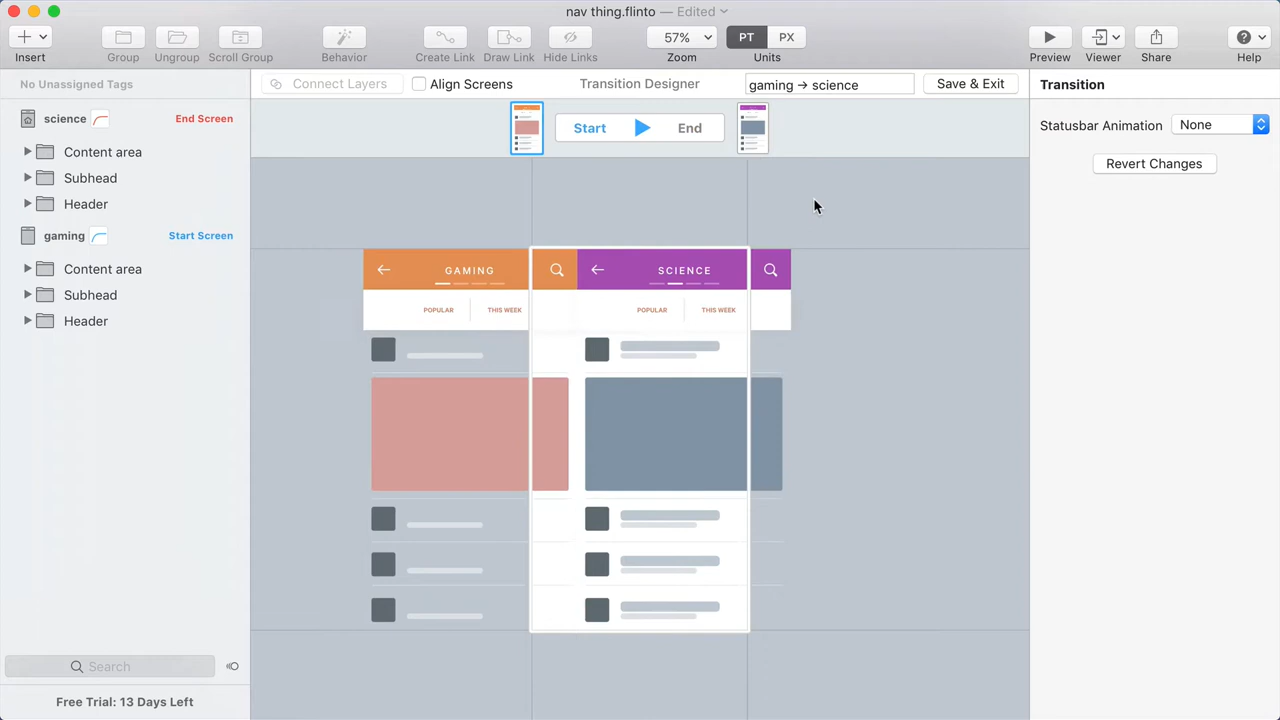 nav thing.flinto — Edited
Insert
Group
Ungroup
Scroll Group
Behavior
Create Link
Draw Link
Hide Links
57%
Zoom
PT
PX
Units
Preview
Viewer
Share
Help
No Unassigned Tags
Connect Layers
Align Screens
Transition Designer
gaming → science
Save & Exit
Transition
science
End Screen
Start
End
Statusbar Animation
None
Content area
Revert Changes
Subhead
Header
gaming
Start Screen
Content area
Subhead
Header
GAMING
SCIENCE
POPULAR
THIS WEEK
POPULAR
THIS WEEK
Search
Free Trial: 13 Days Left